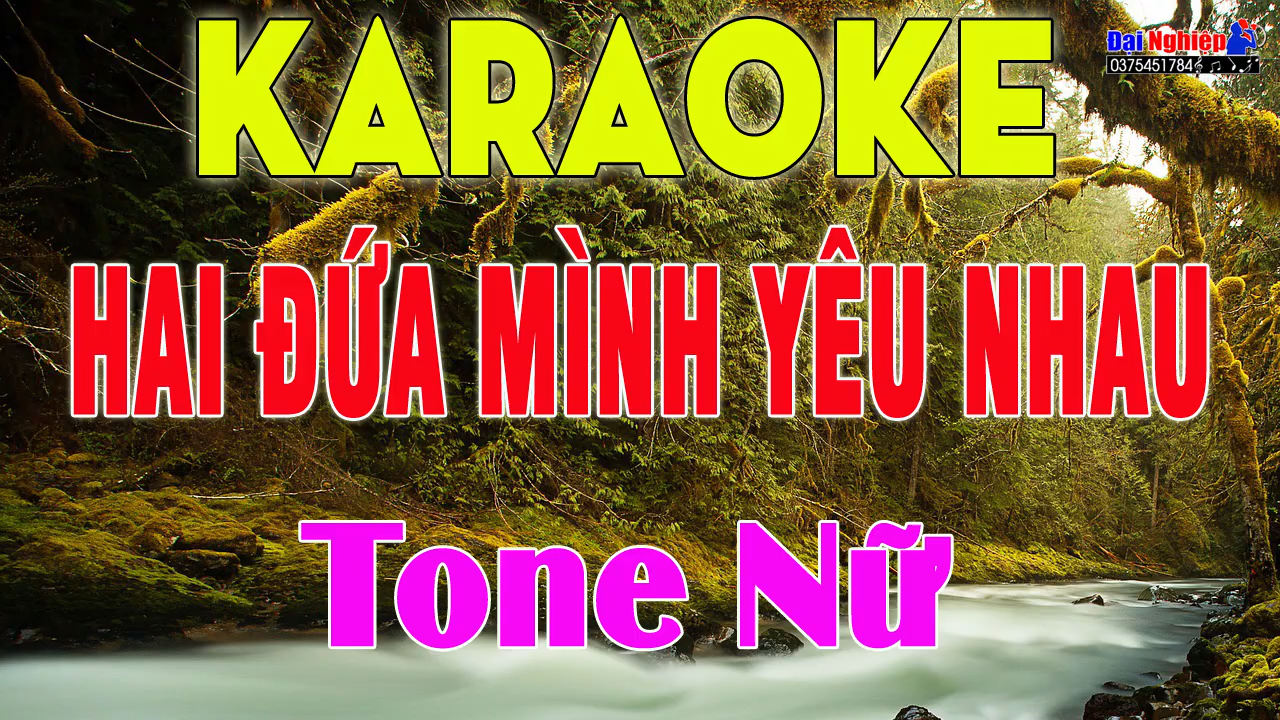 KARAOKE
Đại Nghiệp
0375451784
HAI ĐỨA MÌNH YÊU NHAU
Tone Nữ